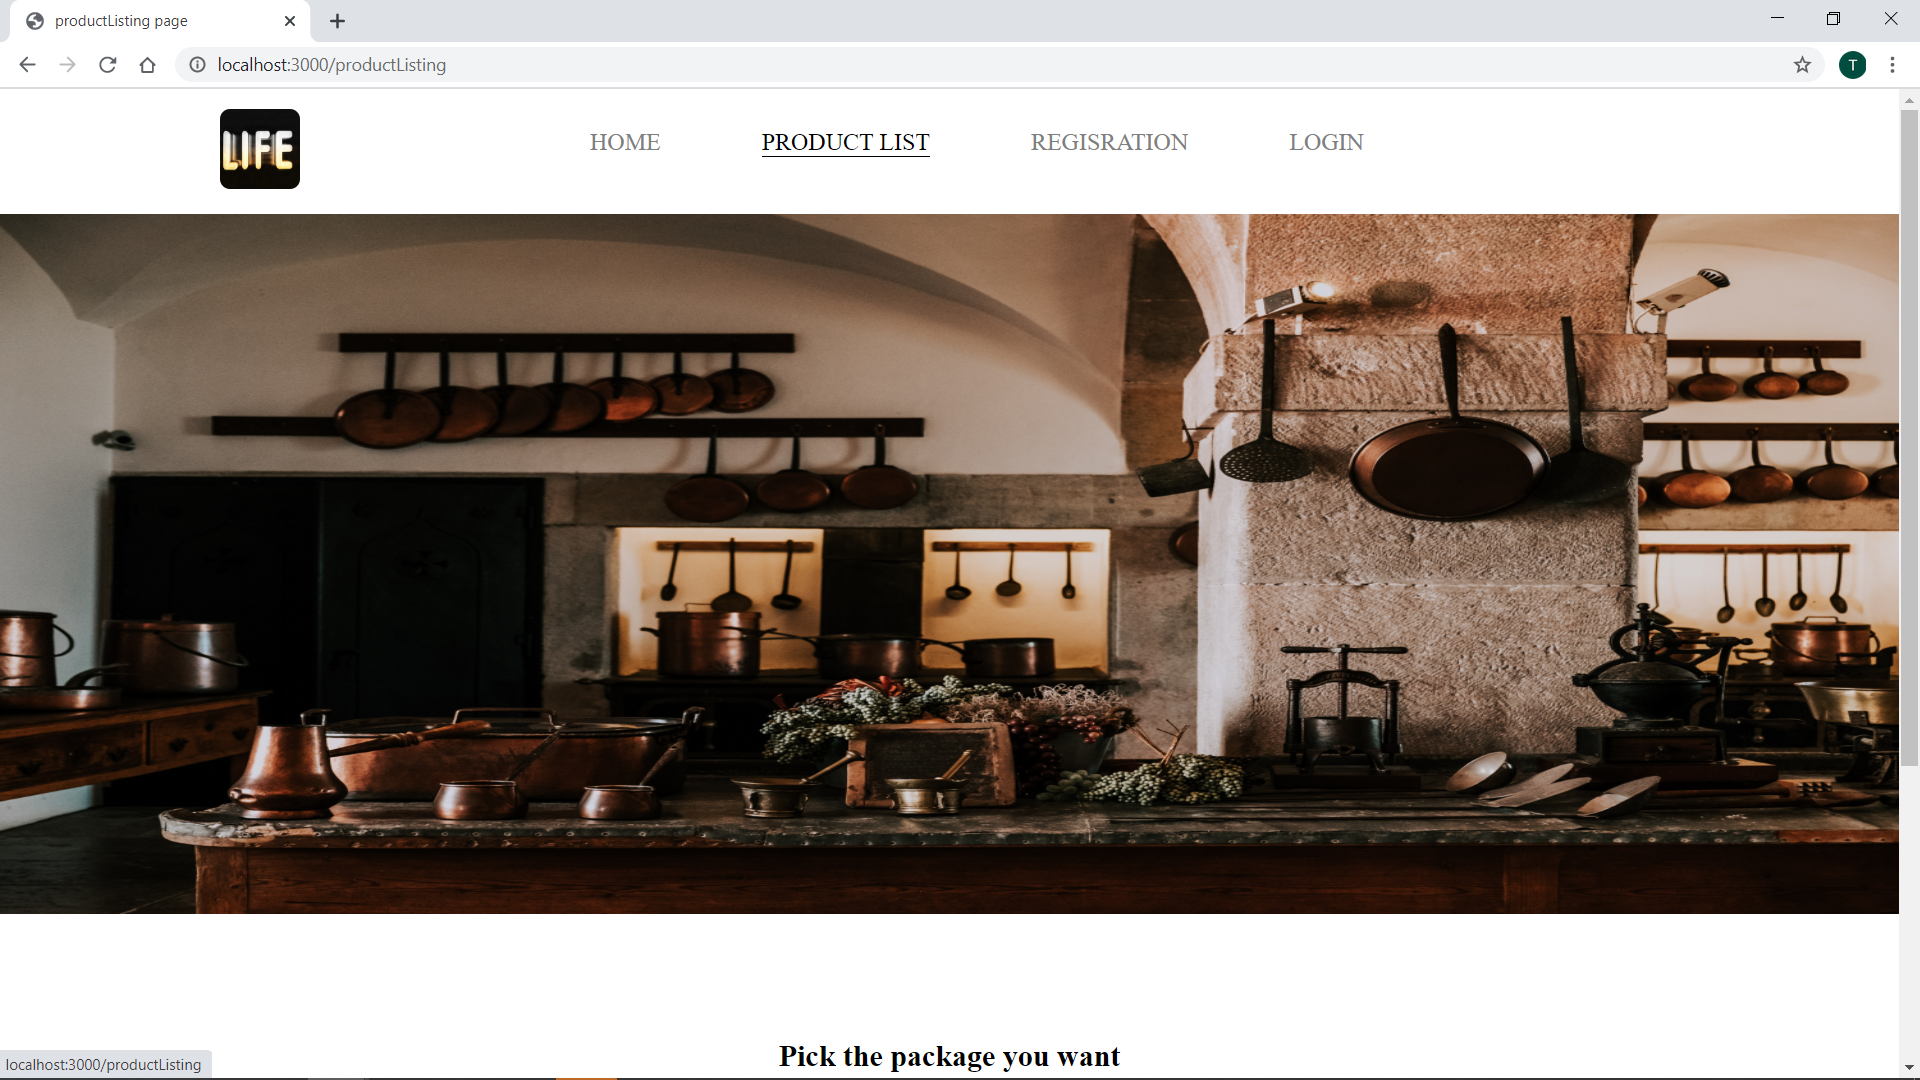 productListing page
localhost:3000/productListing
T
LIFE
HOME PRODUCT LIST REGISRATION LOGIN
Pick the package you want
localhost:3000/productListing